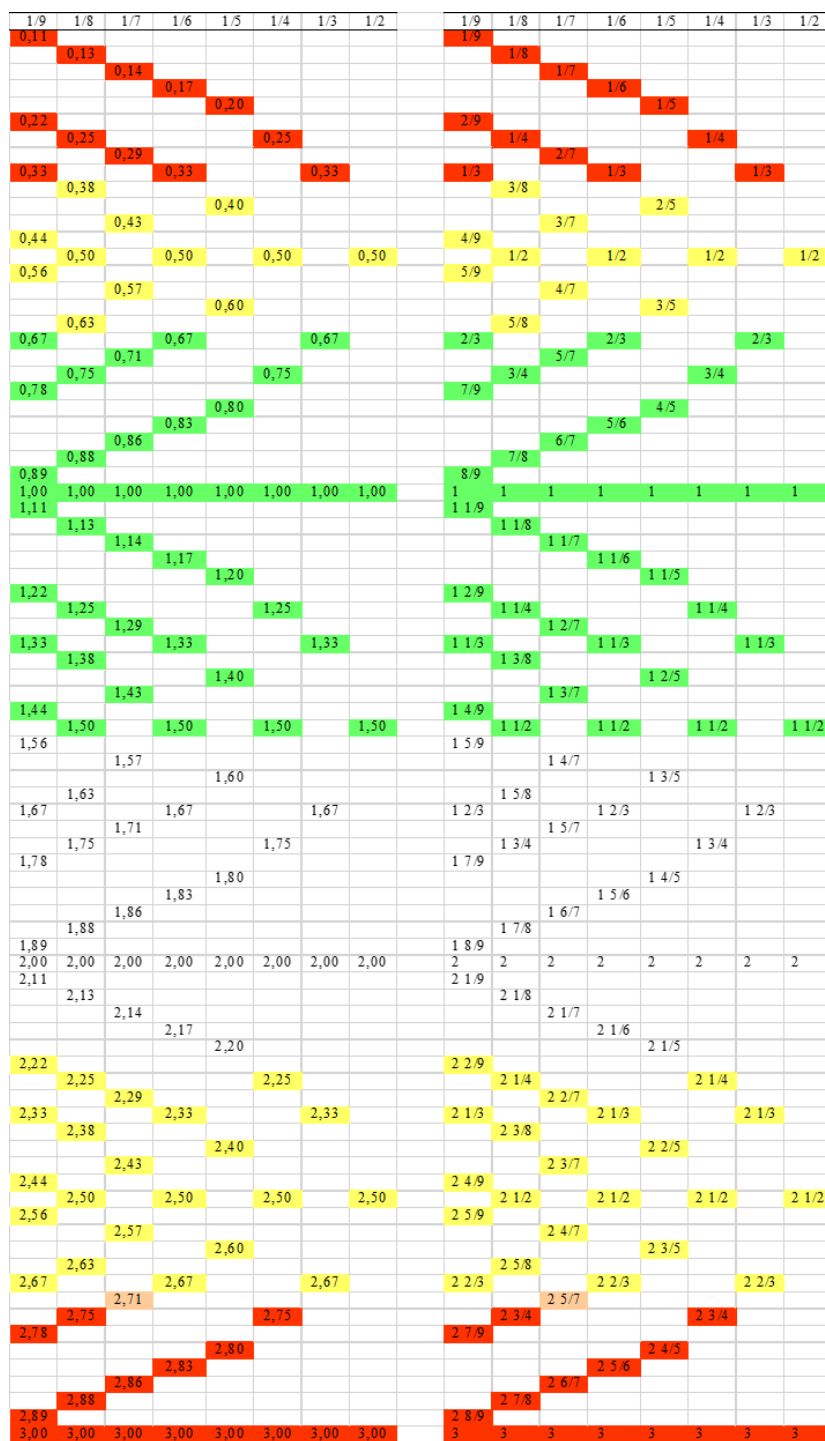 1/9 1/8 1/7 1/6 1/5 1/4 1/3 1/2 1/9 1/8 1/7 1/6 1/5 1/4 1/3 1/2
0,11 1/9
0,13 1/8
0,14 1/7
0,17 1/6
0,20 1/5
0,22 2/9
0,25 0,25 1/4 1/4
0,29 2/7
0,33 0,33 0,33 1/3 1/3 1/3
0,38 3/8
0,40 2/5
0,43 3/7
0,44 4/9
0,50 0,50 0,50 0,50 1/2 1/2 1/2 1/2
0,56 5/9
0,57 4/7
0,60 3/5
0,63 5/8
0,67 0,67 0,67 2/3 2/3 2/3
0,71 5/7
0,75 0,75 3/4 3/4
0,78 7/9
0,80 4/5
0,83 5/6
0,86 6/7
0,88 7/8
0,89 8/9
1,00 1,00 1,00 1,00 1,00 1,00 1,00 1,00 1 1 1 1 1 1 1 1
1,11 1 1/9
1,13 1 1/8
1,14 1 1/7
1,17 1 1/6
1,20 1 1/5
1,22 1 2/9
1,25 1,25 1 1/4 1 1/4
1,29 1 2/7
1,33 1,33 1,33 1 1/3 1 1/3 1 1/3
1,38 1 3/8
1,40 1 2/5
1,43 1 3/7
1,44 1 4/9
1,50 1,50 1,50 1,50 1 1/2 1 1/2 1 1/2 1 1/2
1,56 1 5/9
1,57 1 4/7
1,60 1 3/5
1,63 1 5/8
1,67 1,67 1,67 1 2/3 1 2/3 1 2/3
1,71 1 5/7
1,75 1,75 1 3/4 1 3/4
1,78 1 7/9
1,80 1 4/5
1,83 1 5/6
1,86 1 6/7
1,88 1 7/8
1,89 1 8/9
2,00 2,00 2,00 2,00 2,00 2,00 2,00 2,00 2 2 2 2 2 2 2 2
2,11 2 1/9
2,13 2 1/8
2,14 2 1/7
2,17 2 1/6
2,20 2 1/5
2,22 2 2/9
2,25 2,25 2 1/4 2 1/4
2,29 2 2/7
2,33 2,33 2,33 2 1/3 2 1/3 2 1/3
2,38 2 3/8
2,40 2 2/5
2,43 2 3/7
2,44 2 4/9
2,50 2,50 2,50 2,50 2 1/2 2 1/2 2 1/2 2 1/2
2,56 2 5/9
2,57 2 4/7
2,60 2 3/5
2,63 2 5/8
2,67 2,67 2,67 2 2/3 2 2/3 2 2/3
2,71 2 5/7
2,75 2,75 2 3/4 2 3/4
2,78 2 7/9
2,80 2 4/5
2,83 2 5/6
2,86 2 6/7
2,88 2 7/8
2,89 2 8/9
3,00 3,00 3,00 3,00 3,00 3,00 3,00 3,00 3 3 3 3 3 3 3 3